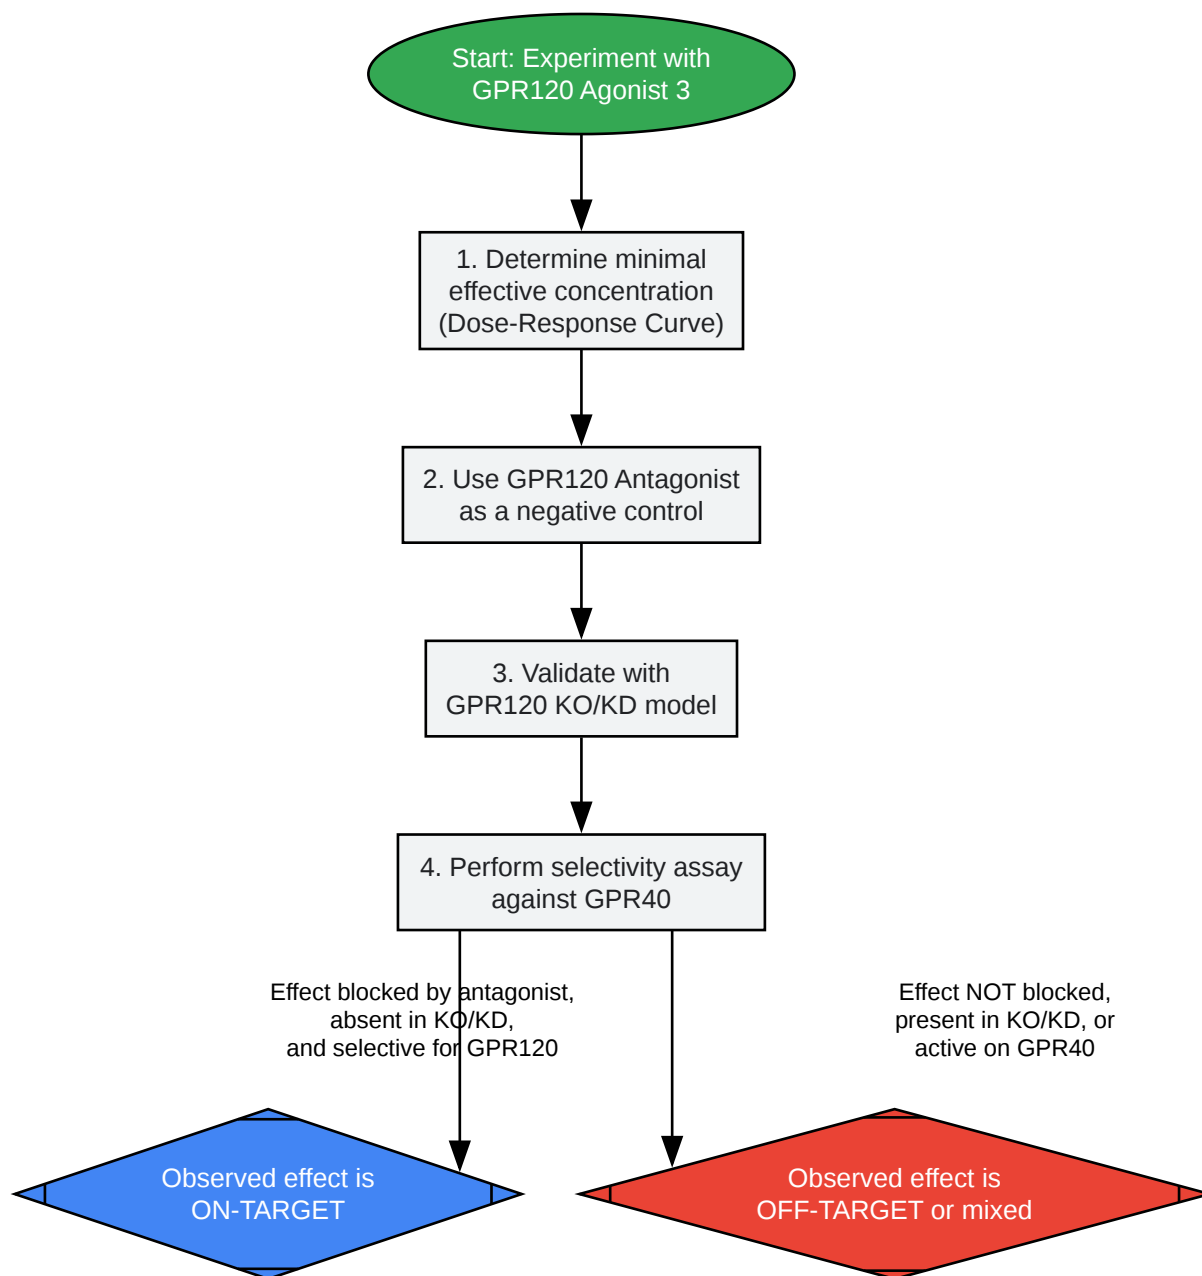 Start: Experiment with
GPR120 Agonist 3
1. Determine minimal
effective concentration
(Dose-Response Curve)
2. Use GPR120 Antagonist
as a negative control
3. Validate with
GPR120 KO/KD model
4. Perform selectivity assay
against GPR40
Effect blocked by antagonist,
absent in KO/KD,
and selective for GPR120
Effect NOT blocked,
present in KO/KD, or
active on GPR40
Observed effect is
ON-TARGET
Observed effect is
OFF-TARGET or mixed